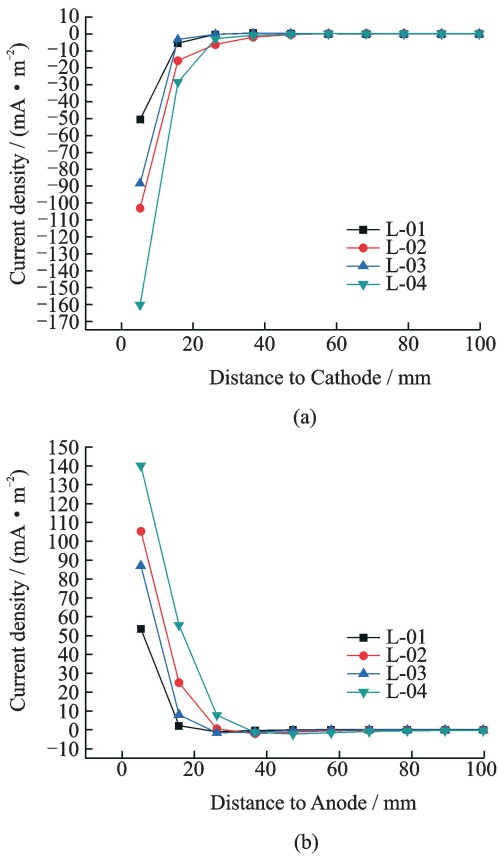 10
0
−10
−20
−30
−40
−50
−60
−70
−80
−90
−100
−110
−120
−130
−140
−150
−160
−170
Current density / (mA • m⁻²)
L-01
L-02
L-03
L-04
0 20 40 60 80 100
Distance to Cathode / mm
(a)
150
140
130
120
110
100
90
80
70
60
50
40
30
20
10
0
−10
Current density / (mA • m⁻²)
L-01
L-02
L-03
L-04
0 20 40 60 80 100
Distance to Anode / mm
(b)